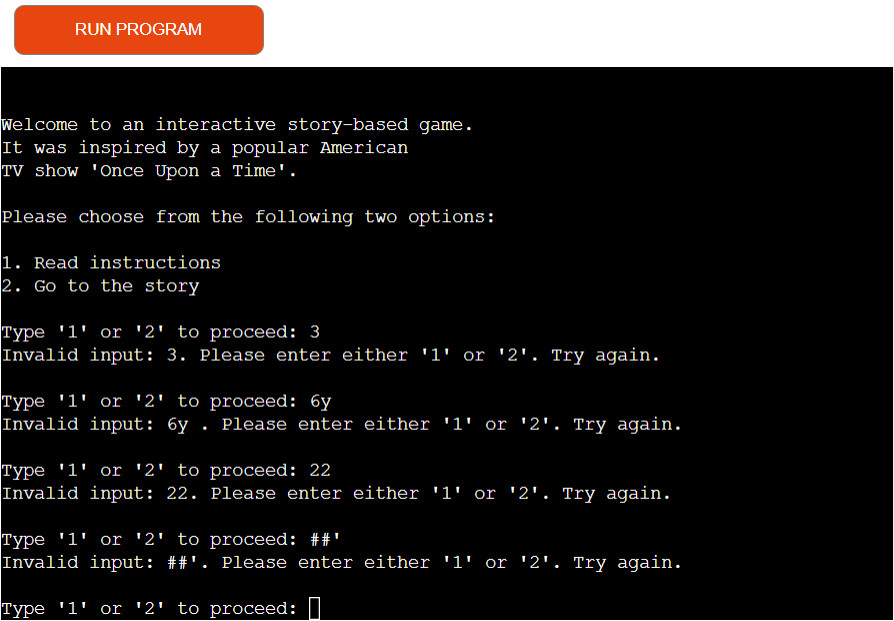 RUN PROGRAM
Welcome to an interactive story-based game.
It was inspired by a popular American
TV show 'Once Upon a Time'.
Please choose from the following two options:
1. Read instructions
2. Go to the story
Type '1' or '2' to proceed: 3
Invalid input: 3. Please enter either '1' or '2'. Try again.
Type '1' or '2' to proceed: 6y
Invalid input: 6y . Please enter either '1' or '2'. Try again.
Type '1' or '2' to proceed: 22
Invalid input: 22. Please enter either '1' or '2'. Try again.
Type '1' or '2' to proceed: ##'
Invalid input: ##'. Please enter either '1' or '2'. Try again.
Type '1' or '2' to proceed: